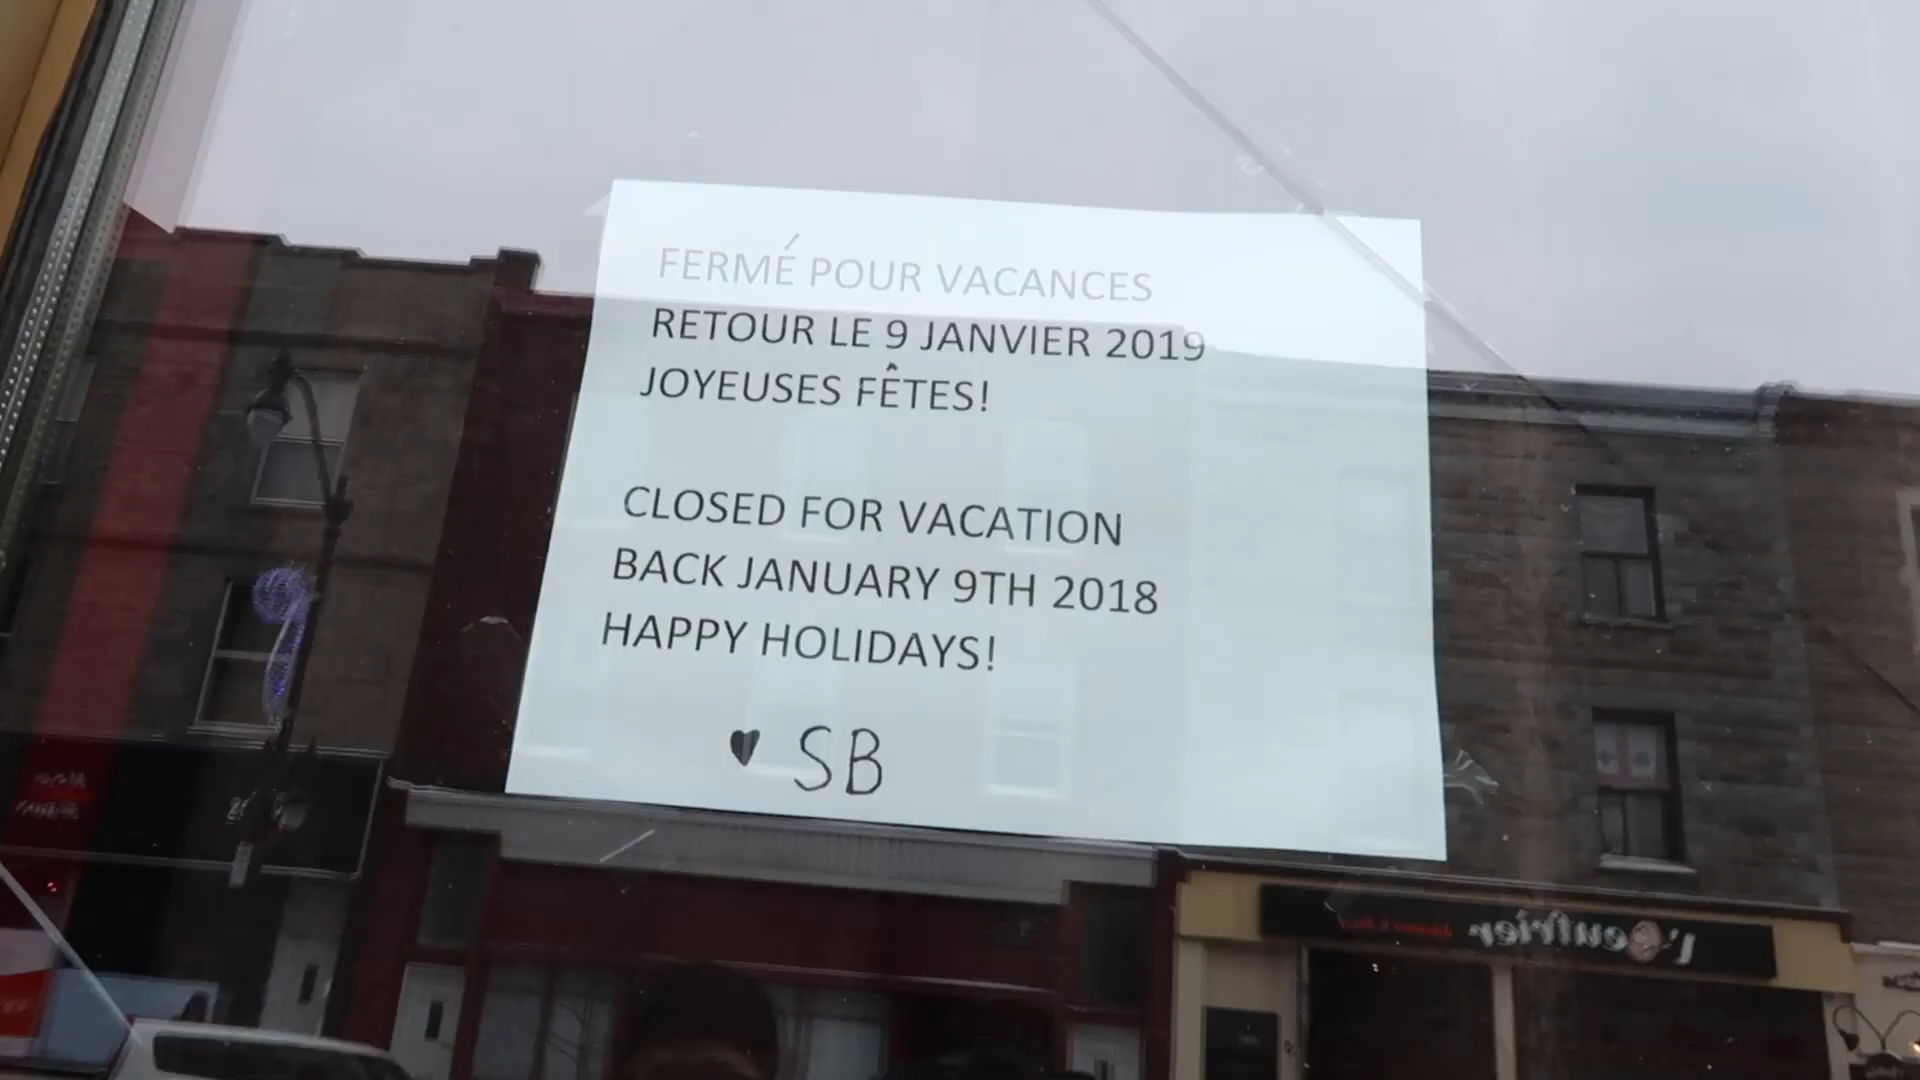 FERMÉ POUR VACANCES
RETOUR LE 9 JANVIER 2019
JOYEUSES FÊTES!
CLOSED FOR VACATION
BACK JANUARY 9TH 2018
HAPPY HOLIDAYS!
♥ SB
L'Oeufrier